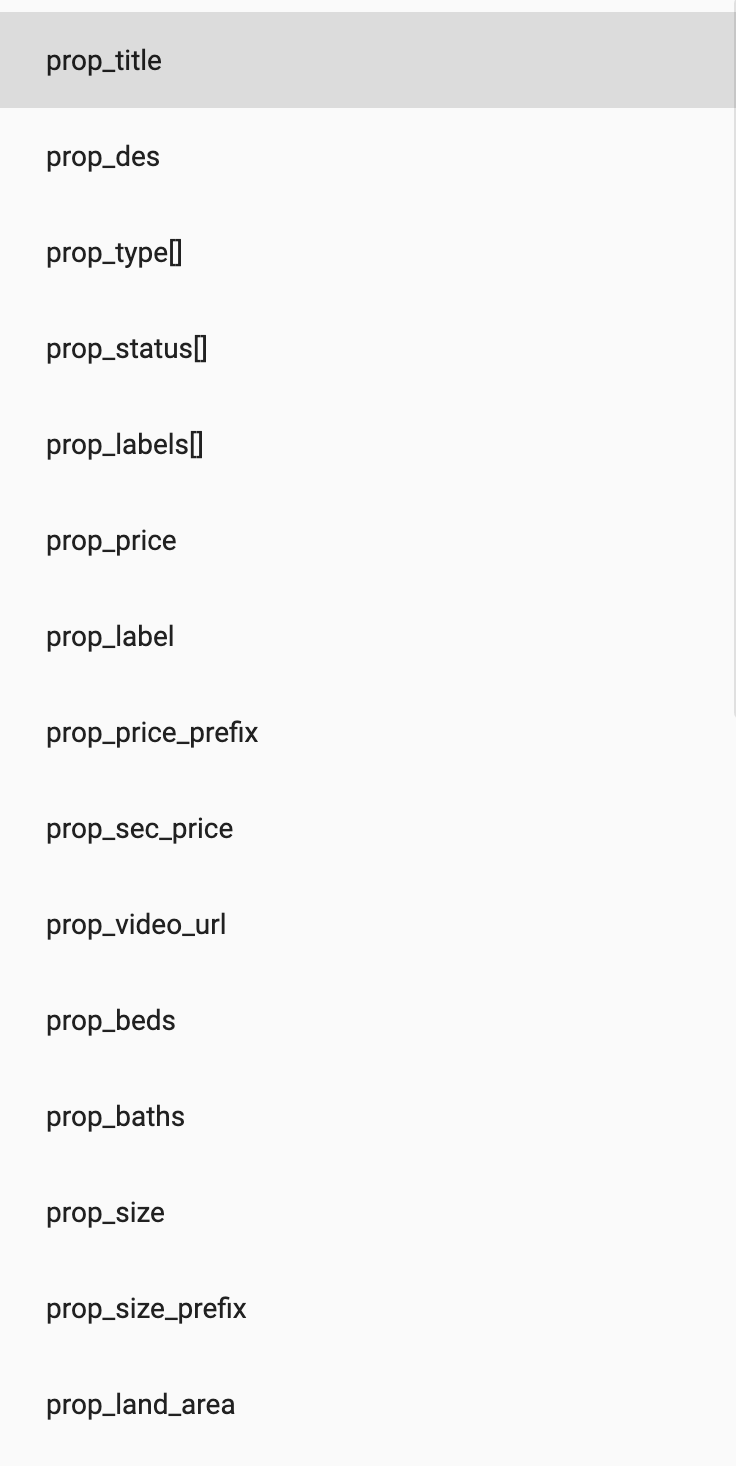 prop_title
prop_des
prop_type[]
prop_status[]
prop_labels[]
prop_price
prop_label
prop_price_prefix
prop_sec_price
prop_video_url
prop_beds
prop_baths
prop_size
prop_size_prefix
prop_land_area